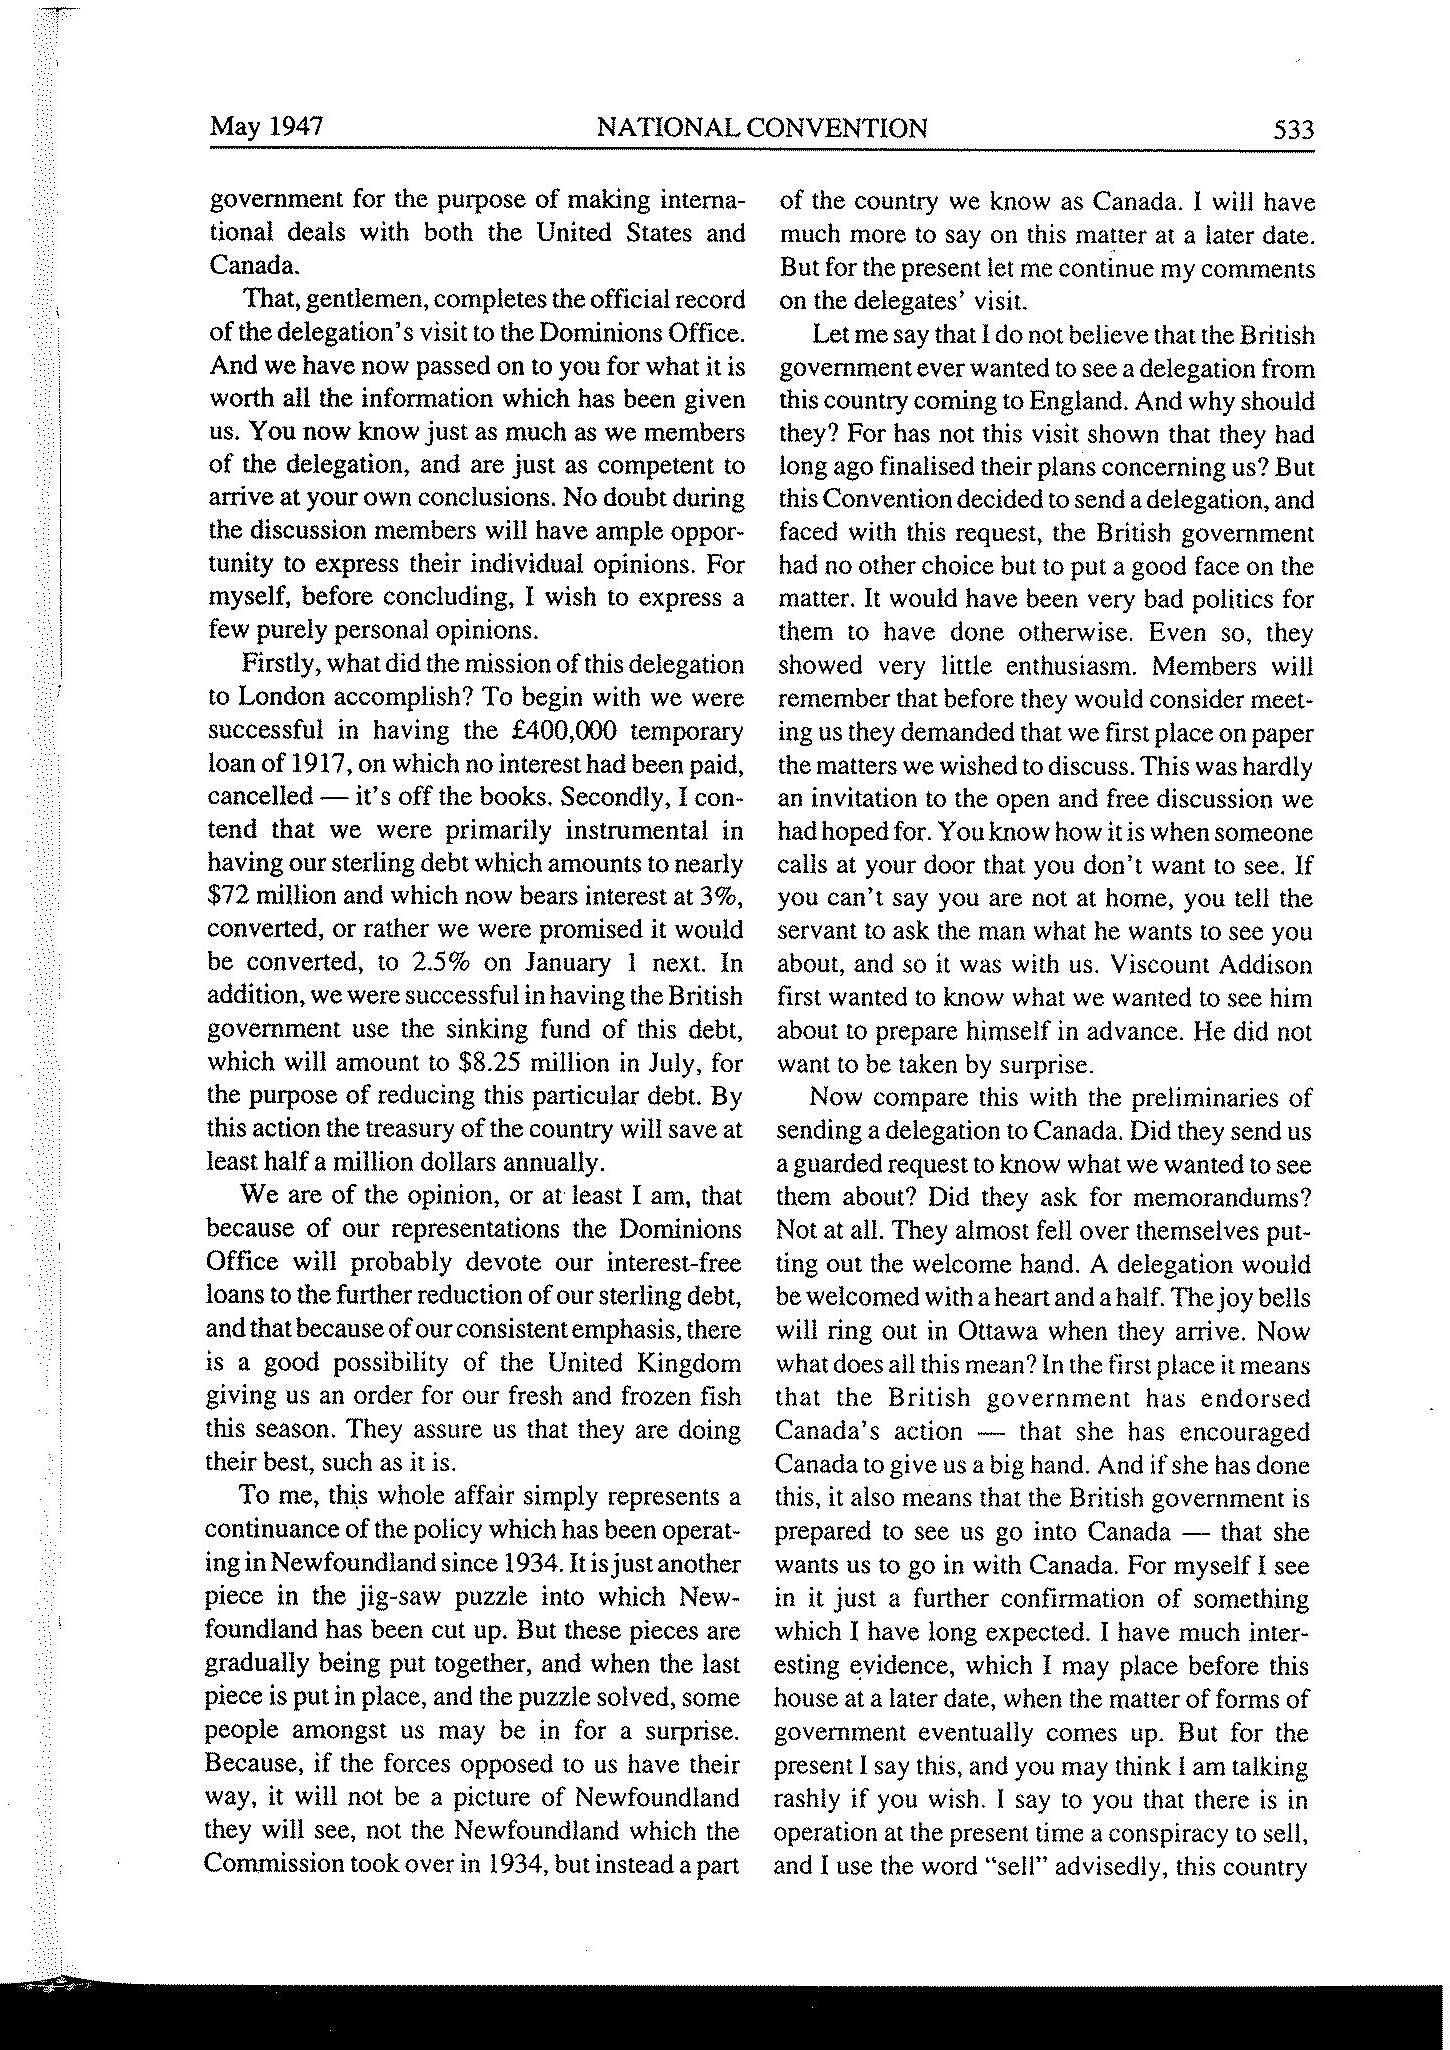 May 1947
NATIONAL CONVENTION
533
government for the purpose of making interna-
tional deals with both the United States and
Canada.
That, gentlemen, completes the official record
of the delegation's visit to the Dominions Office.
And we have now passed on to you for what it is
worth all the information which has been given
us. You now know just as much as we members
of the delegation, and are just as competent to
arrive at your own conclusions. No doubt during
the discussion members will have ample oppor-
tunity to express their individual opinions. For
myself, before concluding, I wish to express a
few purely personal opinions.
Firstly, what did the mission of this delegation
to London accomplish? To begin with we were
successful in having the £400,000 temporary
loan of 1917, on which no interest had been paid,
cancelled — it's off the books. Secondly, I con-
tend that we were primarily instrumental in
having our sterling debt which amounts to nearly
$72 million and which now bears interest at 3%,
converted, or rather we were promised it would
be converted, to 2.5% on January 1 next. In
addition, we were successful in having the British
government use the sinking fund of this debt,
which will amount to $8.25 million in July, for
the purpose of reducing this particular debt. By
this action the treasury of the country will save at
least half a million dollars annually.
We are of the opinion, or at least I am, that
because of our representations the Dominions
Office will probably devote our interest-free
loans to the further reduction of our sterling debt,
and that because of our consistent emphasis, there
is a good possibility of the United Kingdom
giving us an order for our fresh and frozen fish
this season. They assure us that they are doing
their best, such as it is.
To me, this whole affair simply represents a
continuance of the policy which has been operat-
ing in Newfoundland since 1934. It is just another
piece in the jig-saw puzzle into which New-
foundland has been cut up. But these pieces are
gradually being put together, and when the last
piece is put in place, and the puzzle solved, some
people amongst us may be in for a surprise.
Because, if the forces opposed to us have their
way, it will not be a picture of Newfoundland
they will see, not the Newfoundland which the
Commission took over in 1934, but instead a part
of the country we know as Canada. I will have
much more to say on this matter at a later date.
But for the present let me continue my comments
on the delegates' visit.
Let me say that I do not believe that the British
government ever wanted to see a delegation from
this country coming to England. And why should
they? For has not this visit shown that they had
long ago finalised their plans concerning us? But
this Convention decided to send a delegation, and
faced with this request, the British government
had no other choice but to put a good face on the
matter. It would have been very bad politics for
them to have done otherwise. Even so, they
showed very little enthusiasm. Members will
remember that before they would consider meet-
ing us they demanded that we first place on paper
the matters we wished to discuss. This was hardly
an invitation to the open and free discussion we
had hoped for. You know how it is when someone
calls at your door that you don't want to see. If
you can't say you are not at home, you tell the
servant to ask the man what he wants to see you
about, and so it was with us. Viscount Addison
first wanted to know what we wanted to see him
about to prepare himself in advance. He did not
want to be taken by surprise.
Now compare this with the preliminaries of
sending a delegation to Canada. Did they send us
a guarded request to know what we wanted to see
them about? Did they ask for memorandums?
Not at all. They almost fell over themselves put-
ting out the welcome hand. A delegation would
be welcomed with a heart and a half. The joy bells
will ring out in Ottawa when they arrive. Now
what does all this mean? In the first place it means
that the British government has endorsed
Canada's action — that she has encouraged
Canada to give us a big hand. And if she has done
this, it also means that the British government is
prepared to see us go into Canada — that she
wants us to go in with Canada. For myself I see
in it just a further confirmation of something
which I have long expected. I have much inter-
esting evidence, which I may place before this
house at a later date, when the matter of forms of
government eventually comes up. But for the
present I say this, and you may think I am talking
rashly if you wish. I say to you that there is in
operation at the present time a conspiracy to sell,
and I use the word “sell” advisedly, this country